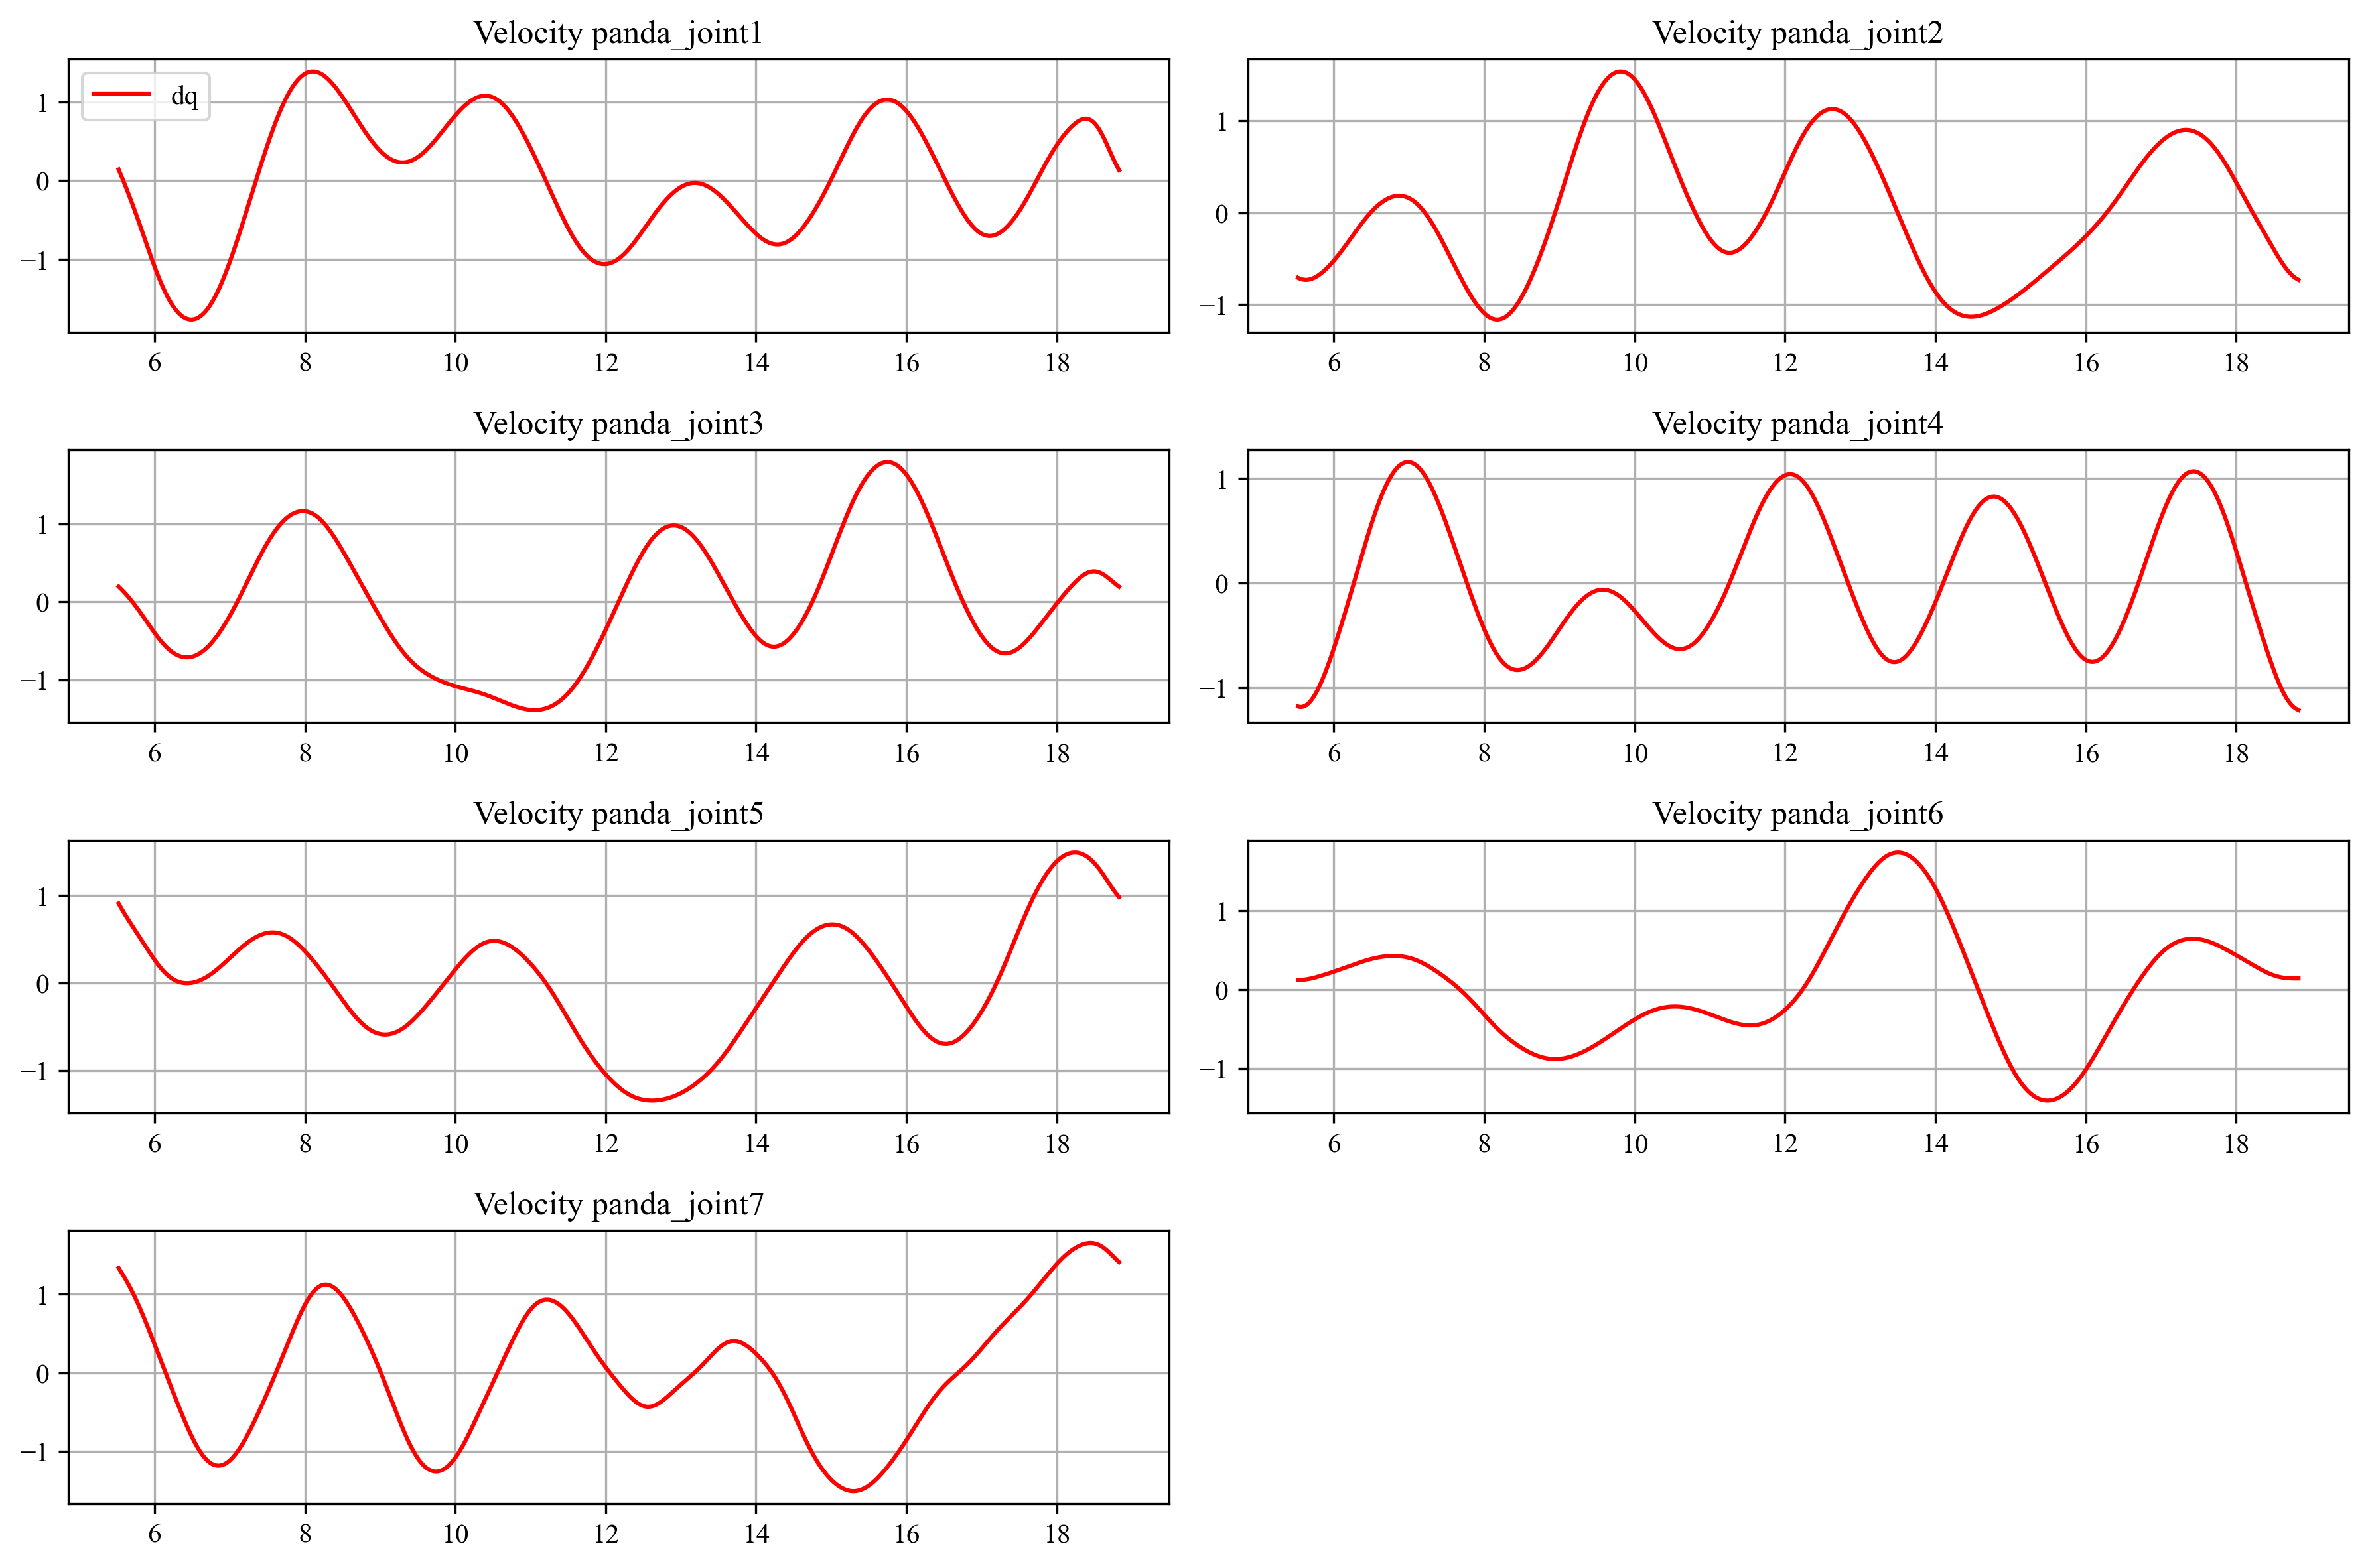 Velocity panda_joint1
dq
1
0
−1
6 8 10 12 14 16 18
Velocity panda_joint2
1
0
−1
6 8 10 12 14 16 18
Velocity panda_joint3
1
0
−1
6 8 10 12 14 16 18
Velocity panda_joint4
1
0
−1
6 8 10 12 14 16 18
Velocity panda_joint5
1
0
−1
6 8 10 12 14 16 18
Velocity panda_joint6
1
0
−1
6 8 10 12 14 16 18
Velocity panda_joint7
1
0
−1
6 8 10 12 14 16 18